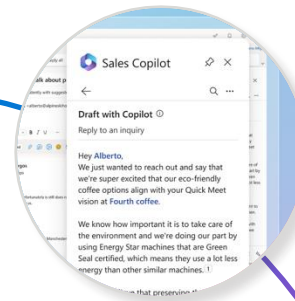 Sales Copilot
talk about p
Draft with Copilot
Reply to an inquiry
Hey Alberto,
We just wanted to reach out and say that
we're super excited that our eco-friendly
coffee options align with your Quick Meet
vision at Fourth coffee.
We know how important it is to take care of
the environment and we're doing our part by
using Energy Star machines that are Green
Seal certified, which means they use a lot less
energy than other similar machines. 1
that preserving